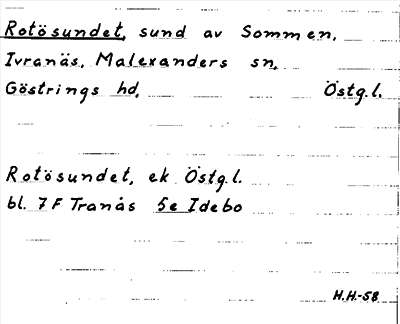 Rotösundet, sund av Sommen,
Ivranäs, Malexanders sn,
Göstrings hd, Östg.l.
Rotösundet, ek Östg.l.
bl. 7F Tranås 5e Idebo
H.H.-58